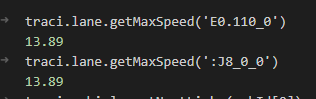 → traci.lane.getMaxSpeed('E0.110_0')
13.89
→ traci.lane.getMaxSpeed(':J8_0_0')
13.89